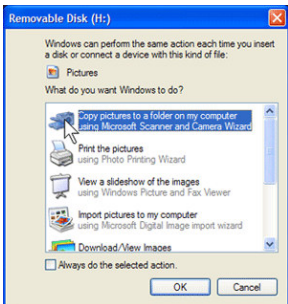 Removable Disk (H:)
Windows can perform the same action each time you insert
a disk or connect a device with this kind of file:
Pictures
What do you want Windows to do?
Copy pictures to a folder on my computer
using Microsoft Scanner and Camera Wizard
Print the pictures
using Photo Printing Wizard
View a slideshow of the images
using Windows Picture and Fax Viewer
Import pictures to my computer
using Microsoft Digital Image import wizard
Download/View Images
Always do the selected action.
OK
Cancel